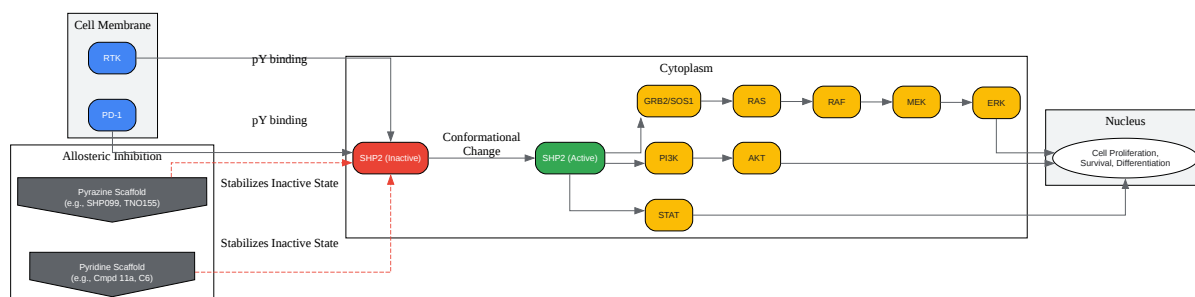 Cell Membrane
RTK
PD-1
pY binding
pY binding
Allosteric Inhibition
Pyrazine Scaffold
(e.g., SHP099, TNO155)
Stabilizes Inactive State
Pyridine Scaffold
(e.g., Cmpd 11a, C6)
Stabilizes Inactive State
Cytoplasm
SHP2 (Inactive)
Conformational
Change
SHP2 (Active)
GRB2/SOS1
RAS
RAF
MEK
ERK
PI3K
AKT
STAT
Nucleus
Cell Proliferation,
Survival, Differentiation